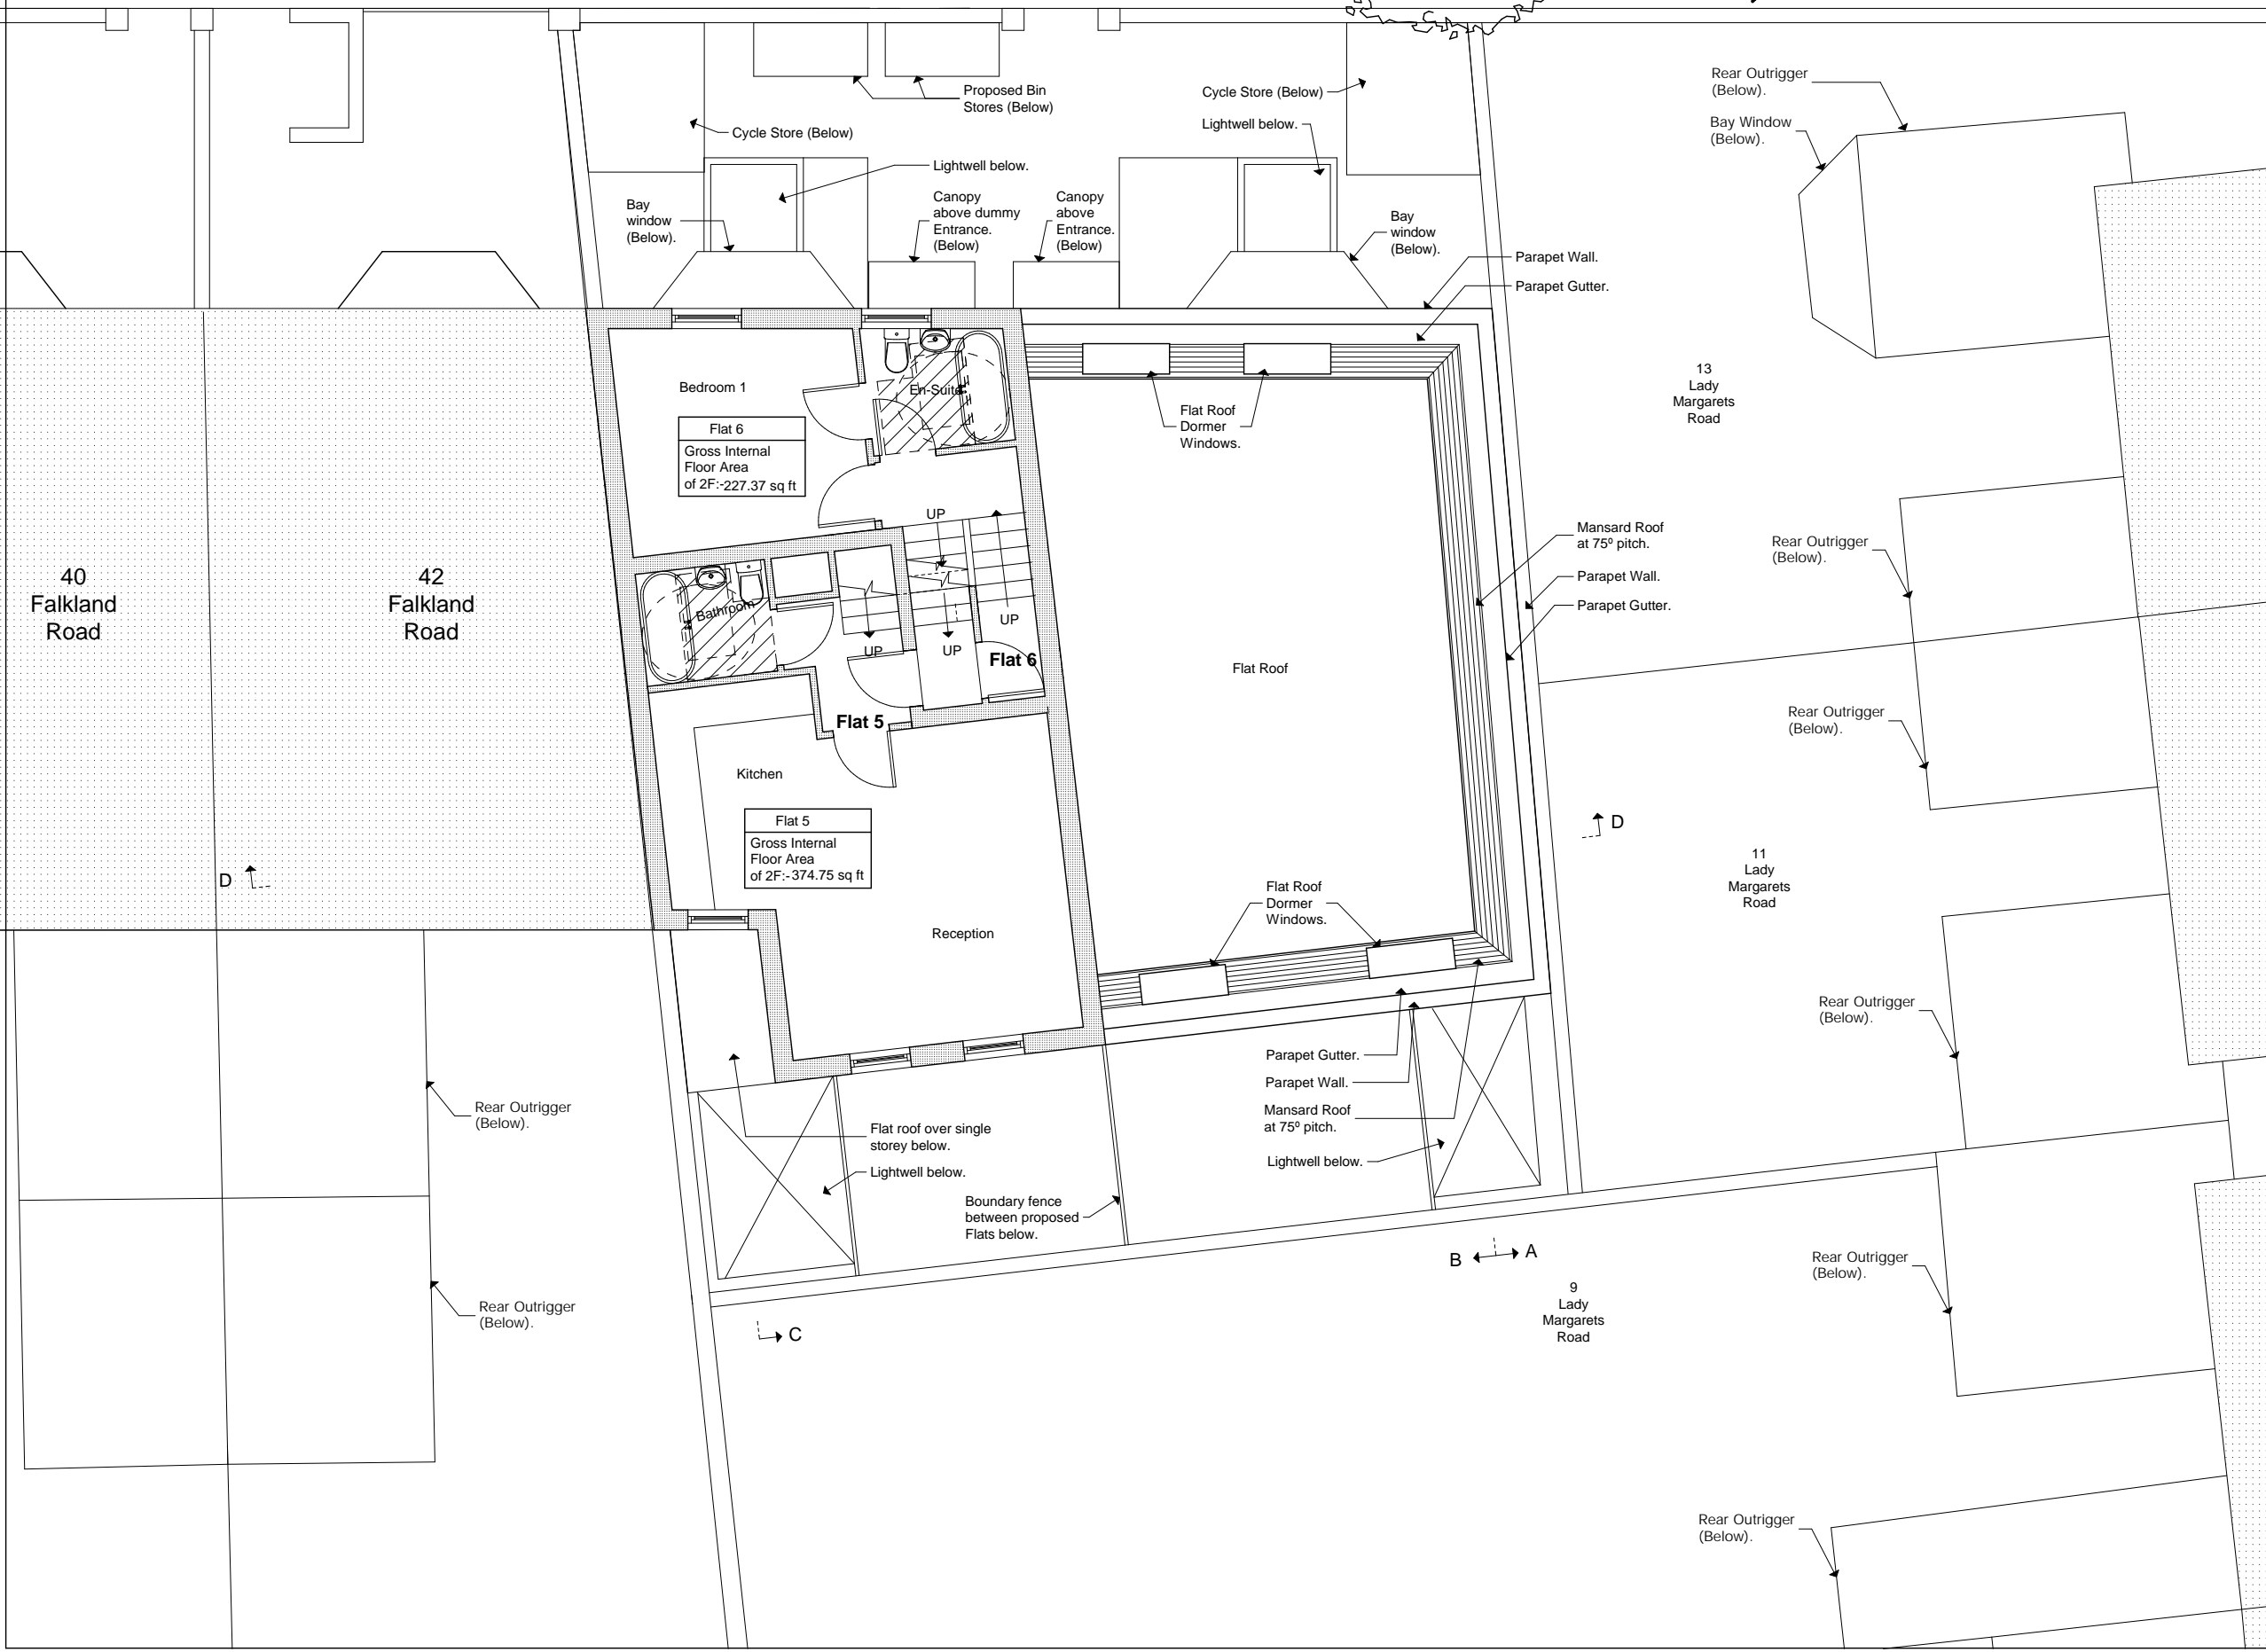 Proposed Bin
Stores (Below)
Cycle Store (Below)
Lightwell below.
Cycle Store (Below)
Lightwell below.
Bay
window
(Below).
Canopy
above dummy
Entrance.
(Below)
Canopy
above
Entrance.
(Below)
Bay
window
(Below).
Parapet Wall.
Parapet Gutter.
Rear Outrigger
(Below).
Bay Window
(Below).
13
Lady
Margarets
Road
Bedroom 1
En-Suite
Flat 6
Gross Internal
Floor Area
of 2F:-227.37 sq ft
Flat Roof
Dormer
Windows.
UP
Mansard Roof
at 75º pitch.
Parapet Wall.
Parapet Gutter.
Rear Outrigger
(Below).
40
Falkland
Road
42
Falkland
Road
Bathroom
UP
UP
UP
Flat 6
Flat Roof
Flat 5
Rear Outrigger
(Below).
Kitchen
Flat 5
Gross Internal
Floor Area
of 2F:-374.75 sq ft
D
D
11
Lady
Margarets
Road
Reception
Flat Roof
Dormer
Windows.
Rear Outrigger
(Below).
Parapet Gutter.
Parapet Wall.
Mansard Roof
at 75º pitch.
Lightwell below.
Rear Outrigger
(Below).
Flat roof over single
storey below.
Lightwell below.
Boundary fence
between proposed
Flats below.
B
A
Rear Outrigger
(Below).
9
Lady
Margarets
Road
Rear Outrigger
(Below).
C
Rear Outrigger
(Below).